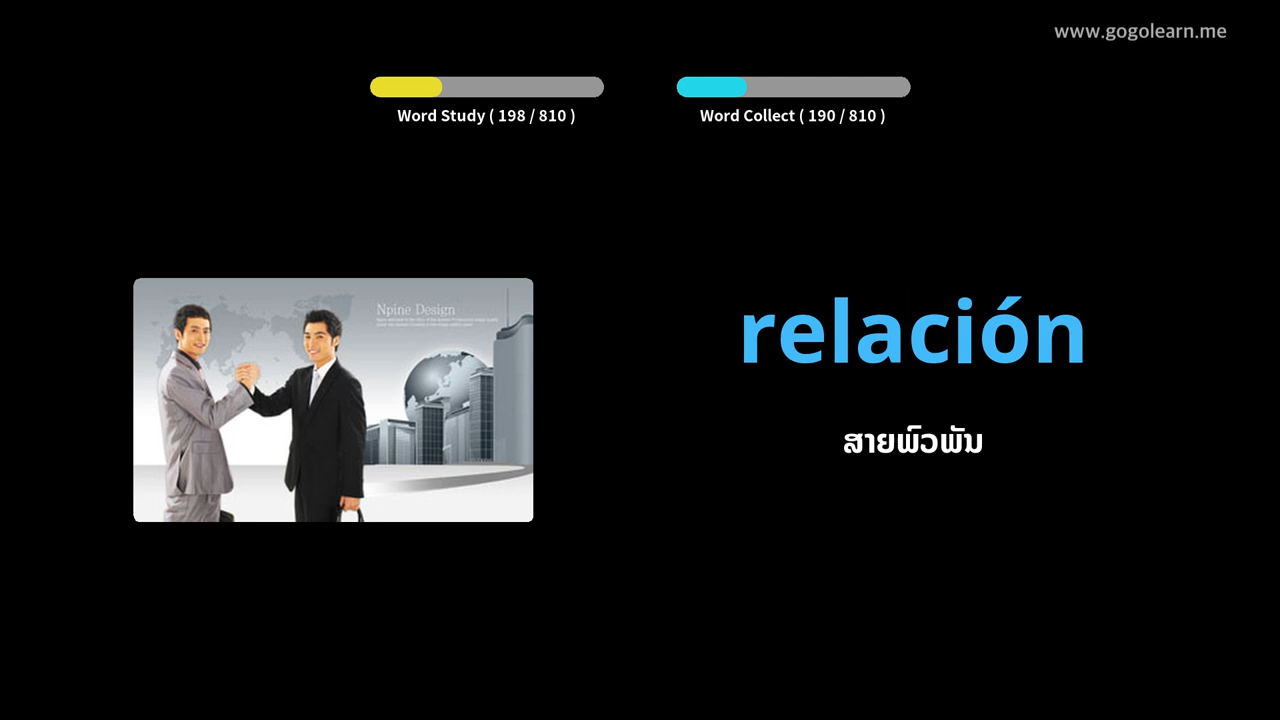 www.gogolearn.me
Word Study ( 198 / 810 )
Word Collect ( 190 / 810 )
Npine Design
relación
ສາຍພົວພັນ